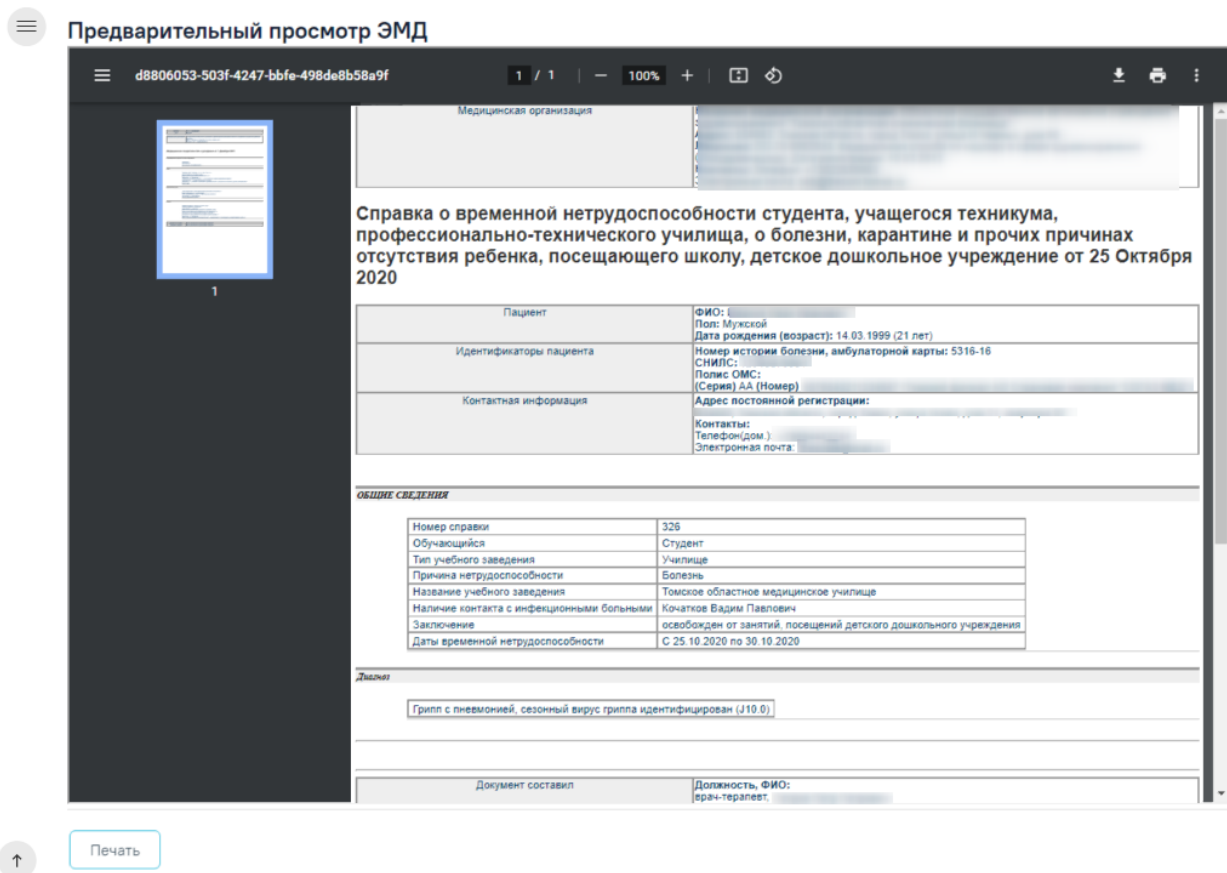 Предварительный просмотр ЭМД
d8806053-503f-4247-bbfe-498de8b58a9f
1 / 1
100%
Медицинская организация
1
Справка о временной нетрудоспособности студента, учащегося техникума,
профессионально-технического училища, о болезни, карантине и прочих причинах
отсутствия ребенка, посещающего школу, детское дошкольное учреждение от 25 Октября
2020
Пациент
ФИО:
Пол: Мужской
Дата рождения (возраст): 14.03.1999 (21 лет)
Идентификаторы пациента
Номер истории болезни, амбулаторной карты: 5316-16
СНИЛС:
Полис ОМС:
(Серия) АА (Номер)
Контактная информация
Адрес постоянной регистрации:
Контакты:
Телефон(дом.)
Электронная почта:
ОБЩИЕ СВЕДЕНИЯ
Номер справки 326
Обучающийся Студент
Тип учебного заведения Училище
Причина нетрудоспособности Болезнь
Название учебного заведения Томское областное медицинское училище
Наличие контакта с инфекционными больными Кочатков Вадим Павлович
Заключение освобожден от занятий, посещений детского дошкольного учреждения
Даты временной нетрудоспособности С 25.10.2020 по 30.10.2020
Диагноз
Грипп с пневмонией, сезонный вирус гриппа идентифицирован (J10.0)
Документ составил
Должность, ФИО:
врач-терапевт,
Печать